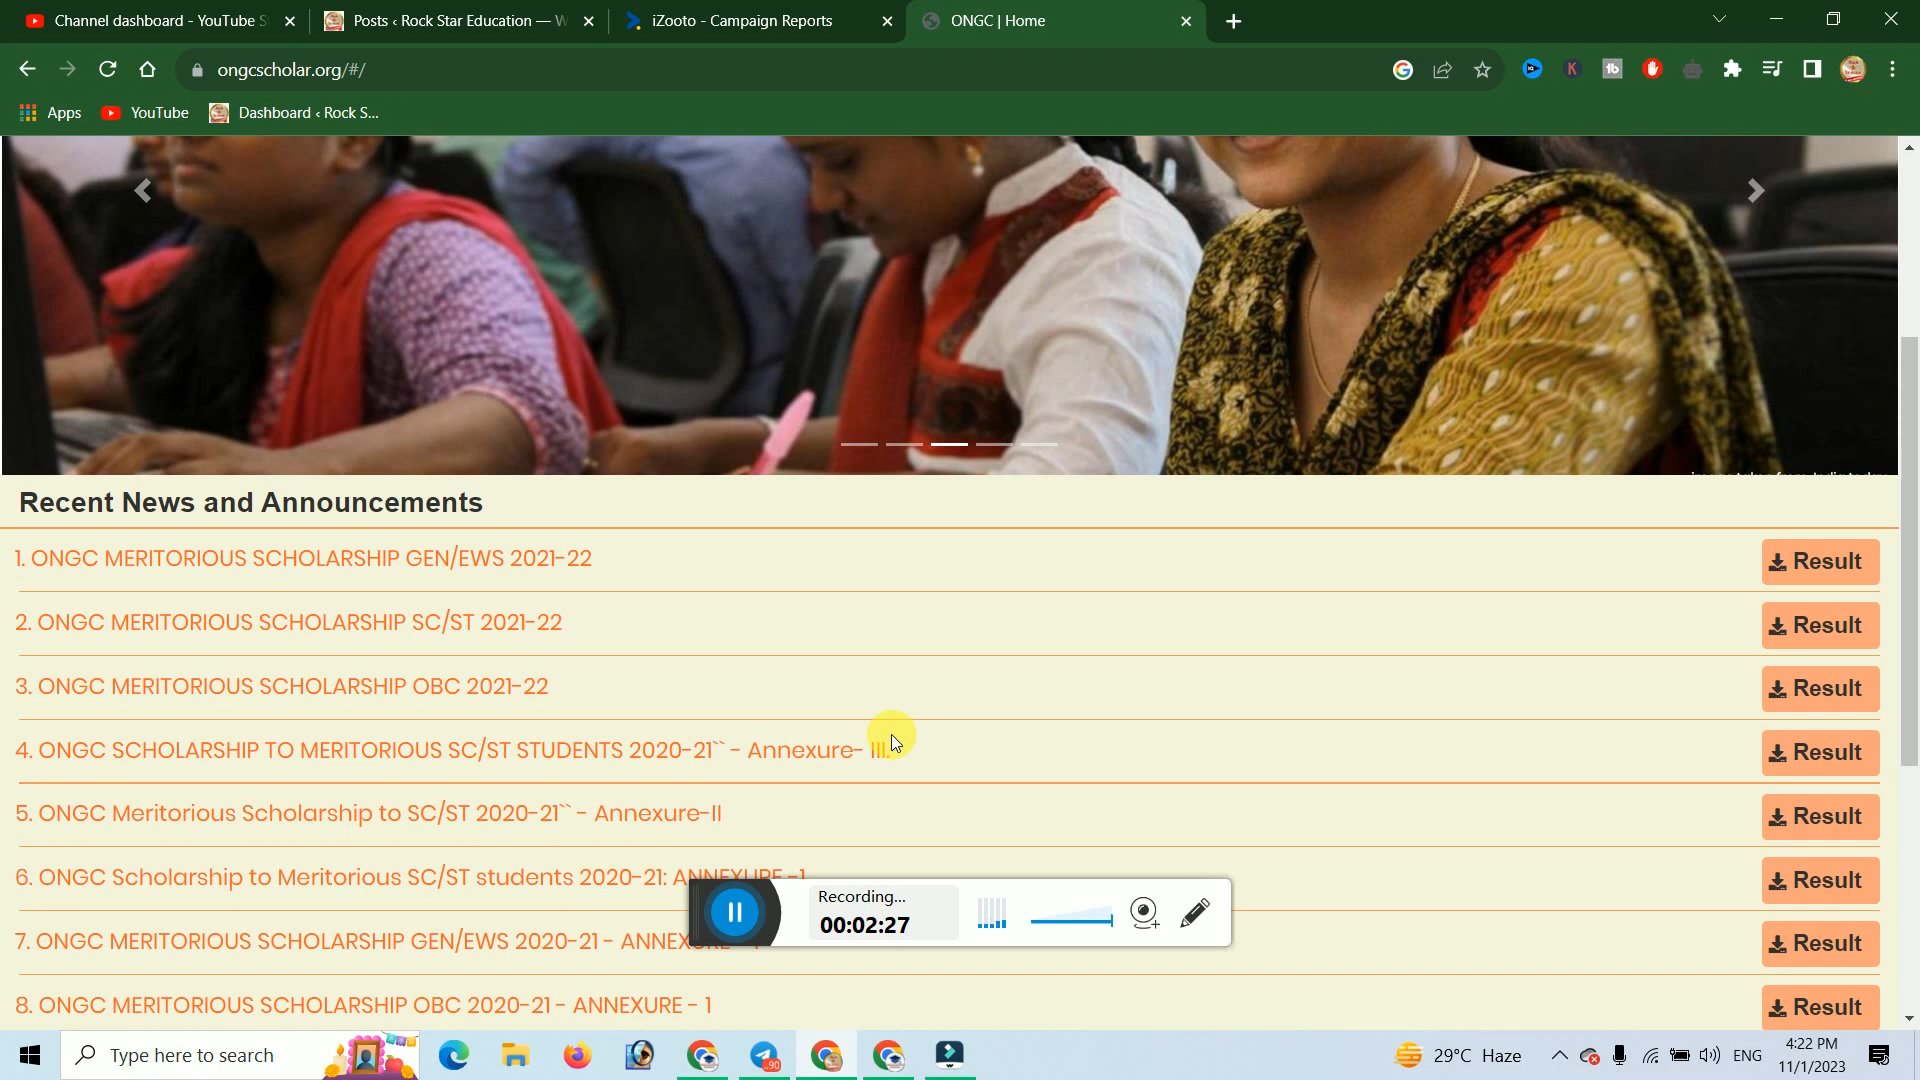 Channel dashboard - YouTube S
Posts ‹ Rock Star Education — W
iZooto - Campaign Reports
ONGC | Home
ongcscholar.org/#/
Apps
YouTube
Dashboard ‹ Rock S...
Recent News and Announcements
1. ONGC MERITORIOUS SCHOLARSHIP GEN/EWS 2021-22
Result
2. ONGC MERITORIOUS SCHOLARSHIP SC/ST 2021-22
Result
3. ONGC MERITORIOUS SCHOLARSHIP OBC 2021-22
Result
4. ONGC SCHOLARSHIP TO MERITORIOUS SC/ST STUDENTS 2020-21`` - Annexure- III.
Result
5. ONGC Meritorious Scholarship to SC/ST 2020-21`` - Annexure-II
Result
6. ONGC Scholarship to Meritorious SC/ST students 2020-21: ANNEXURE -1
Result
7. ONGC MERITORIOUS SCHOLARSHIP GEN/EWS 2020-21 -
Result
8. ONGC MERITORIOUS SCHOLARSHIP OBC 2020-21 - ANNEXURE - 1
Result
Recording...
00:02:27
Type here to search
90
29°C Haze
ENG
4:22 PM
11/1/2023